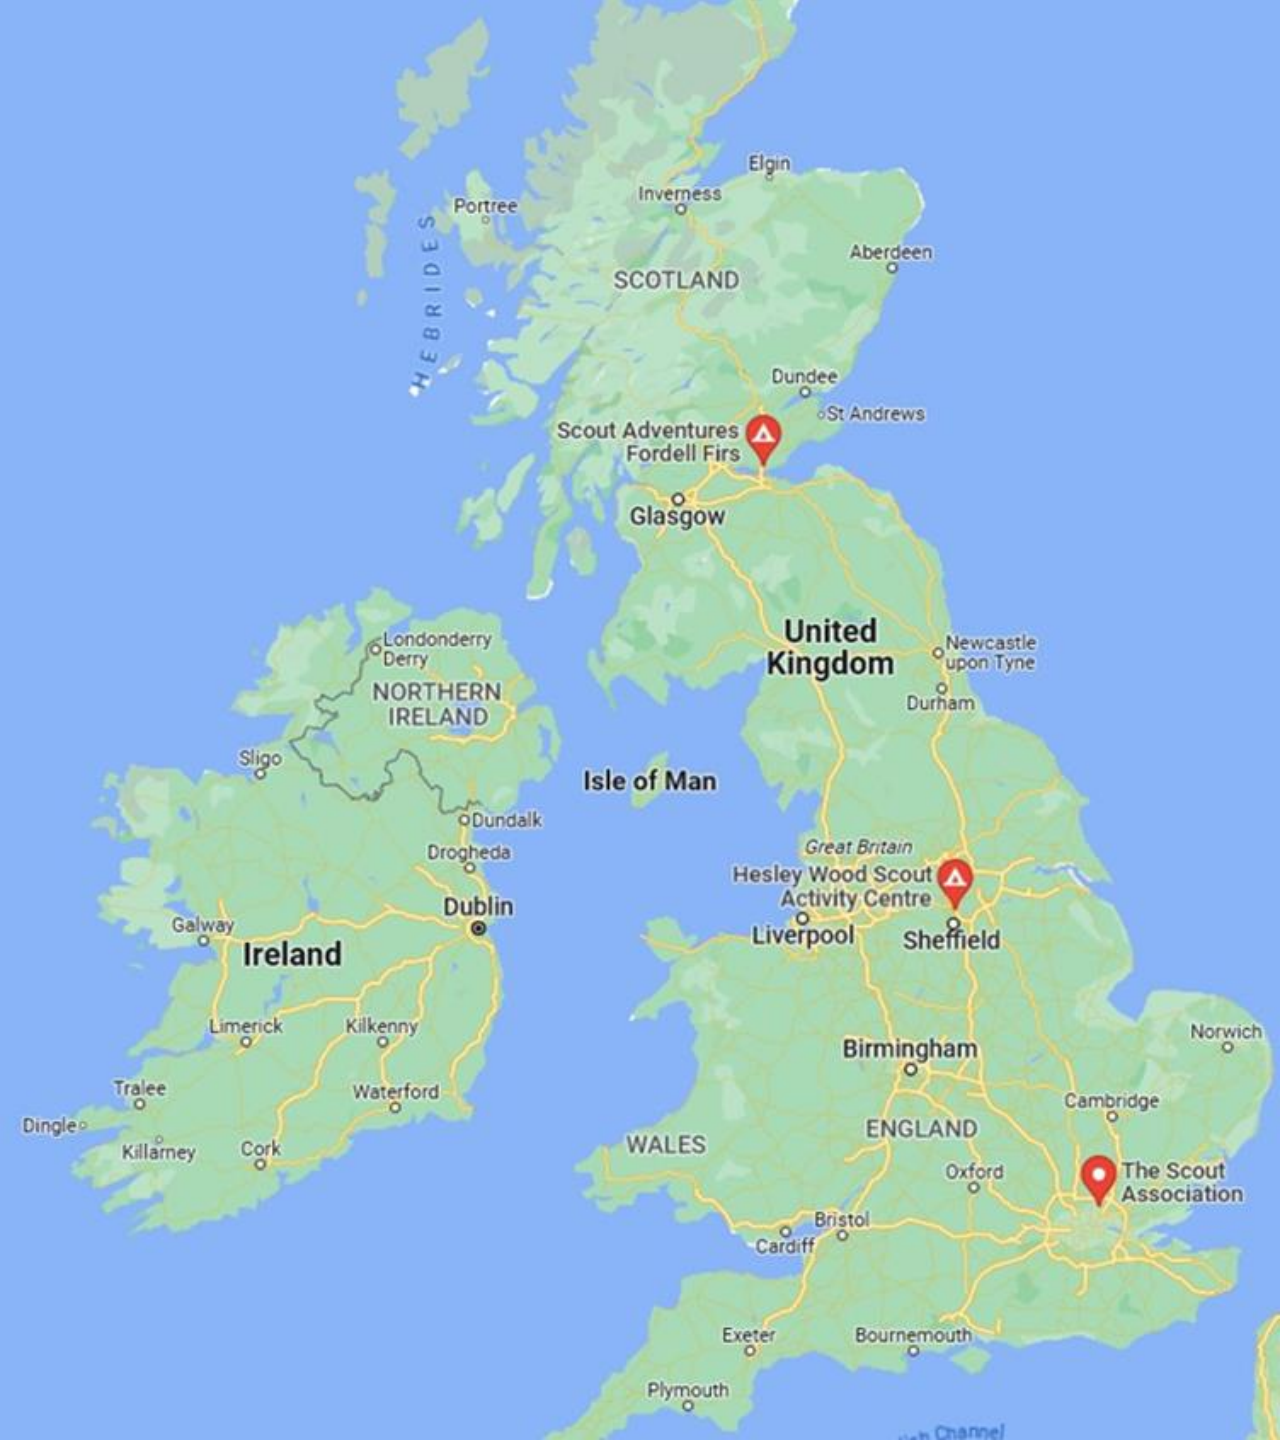 Elgin
Inverness
Portree
Aberdeen
SCOTLAND
HEBRIDES
Dundee
St Andrews
Scout Adventures
Fordell Firs
Glasgow
United
Kingdom
Newcastle
upon Tyne
Londonderry
Derry
NORTHERN
IRELAND
Durham
Sligo
Isle of Man
Dundalk
Great Britain
Drogheda
Hesley Wood Scout
Activity Centre
Dublin
Galway
Liverpool
Sheffield
Ireland
Limerick
Kilkenny
Norwich
Birmingham
Tralee
Waterford
Cambridge
Dingle
ENGLAND
WALES
Killarney
Cork
Oxford
The Scout
Association
Bristol
Cardiff
Exeter
Bournemouth
Plymouth
Channel